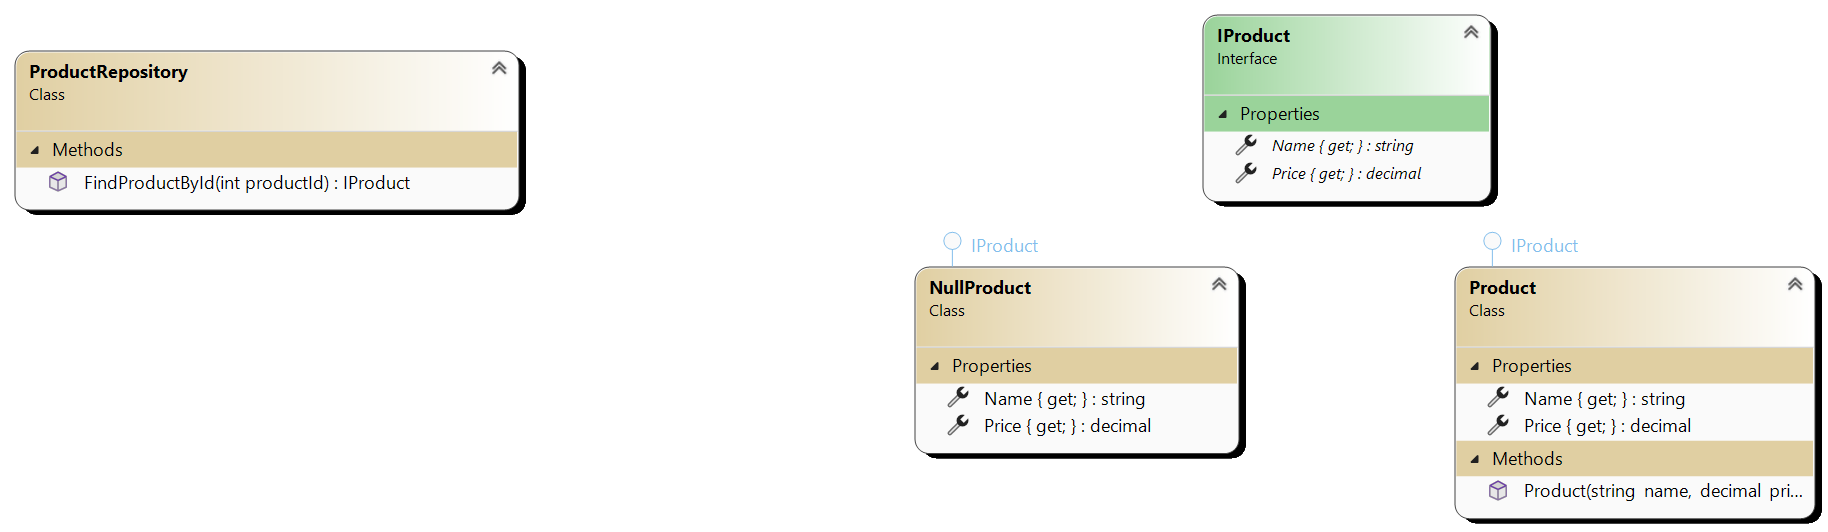 ProductRepository
Class
Methods
FindProductById(int productId) : IProduct
IProduct
Interface
Properties
Name { get; } : string
Price { get; } : decimal
IProduct
NullProduct
Class
Properties
Name { get; } : string
Price { get; } : decimal
IProduct
Product
Class
Properties
Name { get; } : string
Price { get; } : decimal
Methods
Product(string name, decimal pri...